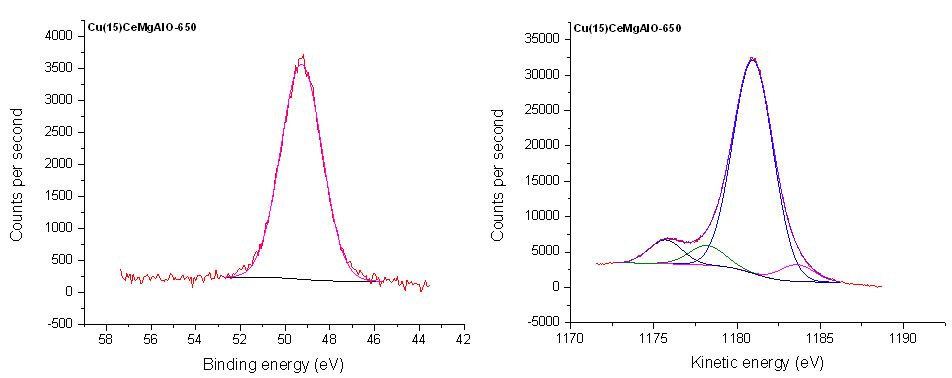 Cu(15)CeMgAlO-650
4000
3500
3000
2500
2000
1500
1000
500
0
-500
58 56 54 52 50 48 46 44 42
Counts per second
Binding energy (eV)
Cu(15)CeMgAlO-650
35000
30000
25000
20000
15000
10000
5000
0
-5000
1170 1175 1180 1185 1190
Counts per second
Kinetic energy (eV)